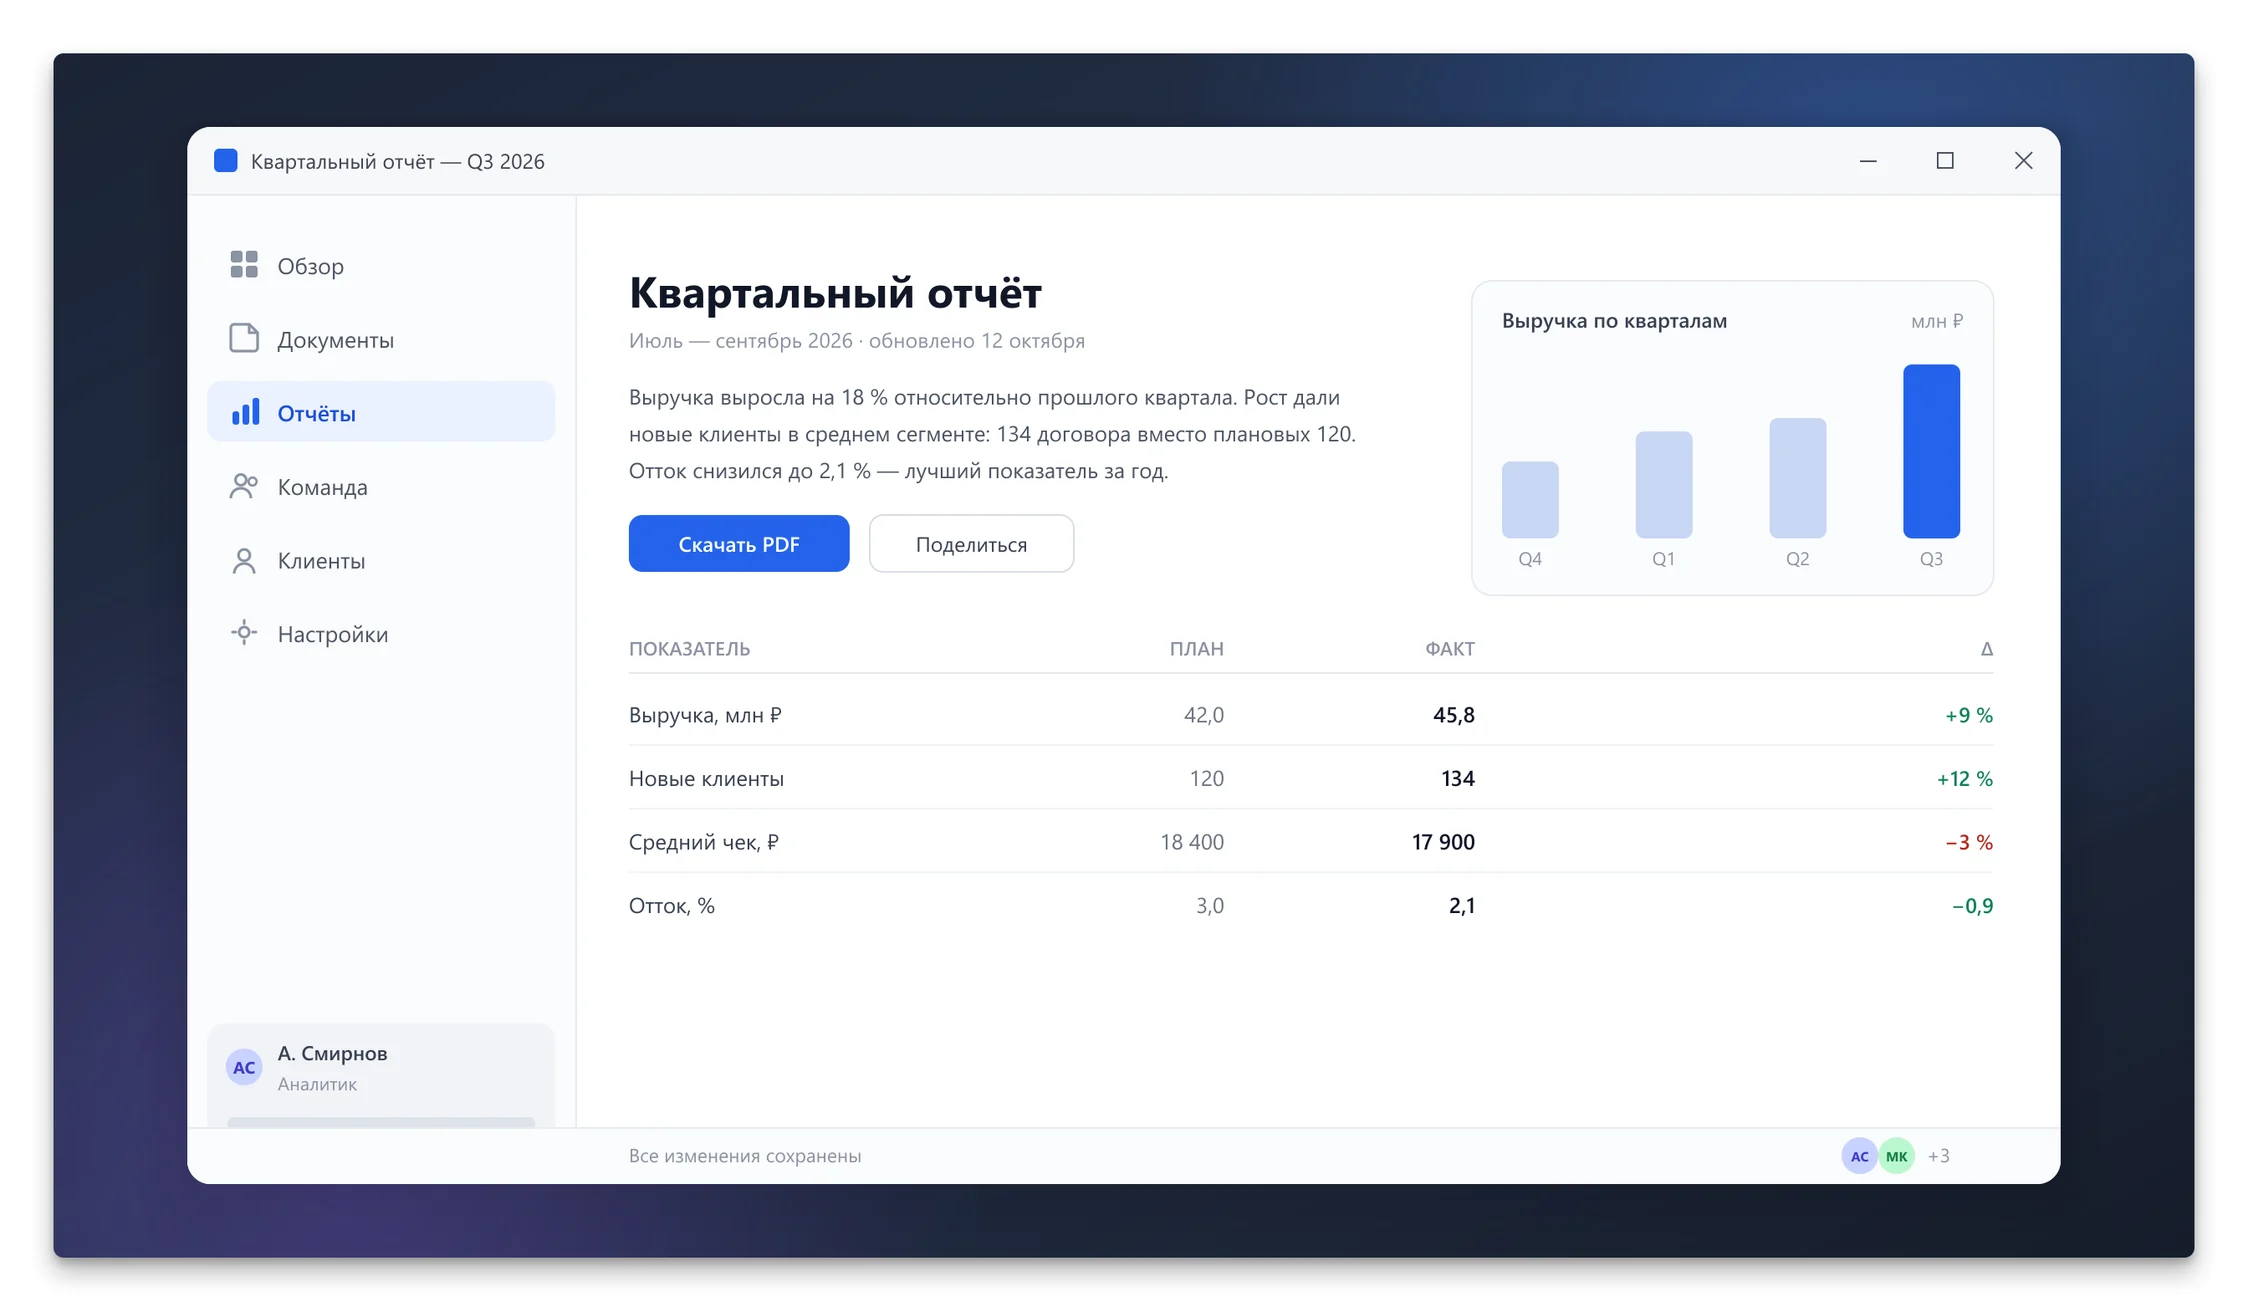 Квартальный отчёт — Q3 2026
Обзор
Документы
Отчёты
Команда
Клиенты
Настройки
АС
А. Смирнов
Аналитик
Квартальный отчёт
Июль — сентябрь 2026 · обновлено 12 октября
Выручка выросла на 18 % относительно прошлого квартала. Рост дали
новые клиенты в среднем сегменте: 134 договора вместо плановых 120.
Отток снизился до 2,1 % — лучший показатель за год.
Скачать PDF
Поделиться
Выручка по кварталам млн ₽
Q4 Q1 Q2 Q3
ПОКАЗАТЕЛЬ ПЛАН ФАКТ Δ
Выручка, млн ₽ 42,0 45,8 +9 %
Новые клиенты 120 134 +12 %
Средний чек, ₽ 18 400 17 900 −3 %
Отток, % 3,0 2,1 −0,9
Все изменения сохранены
АС МК +3